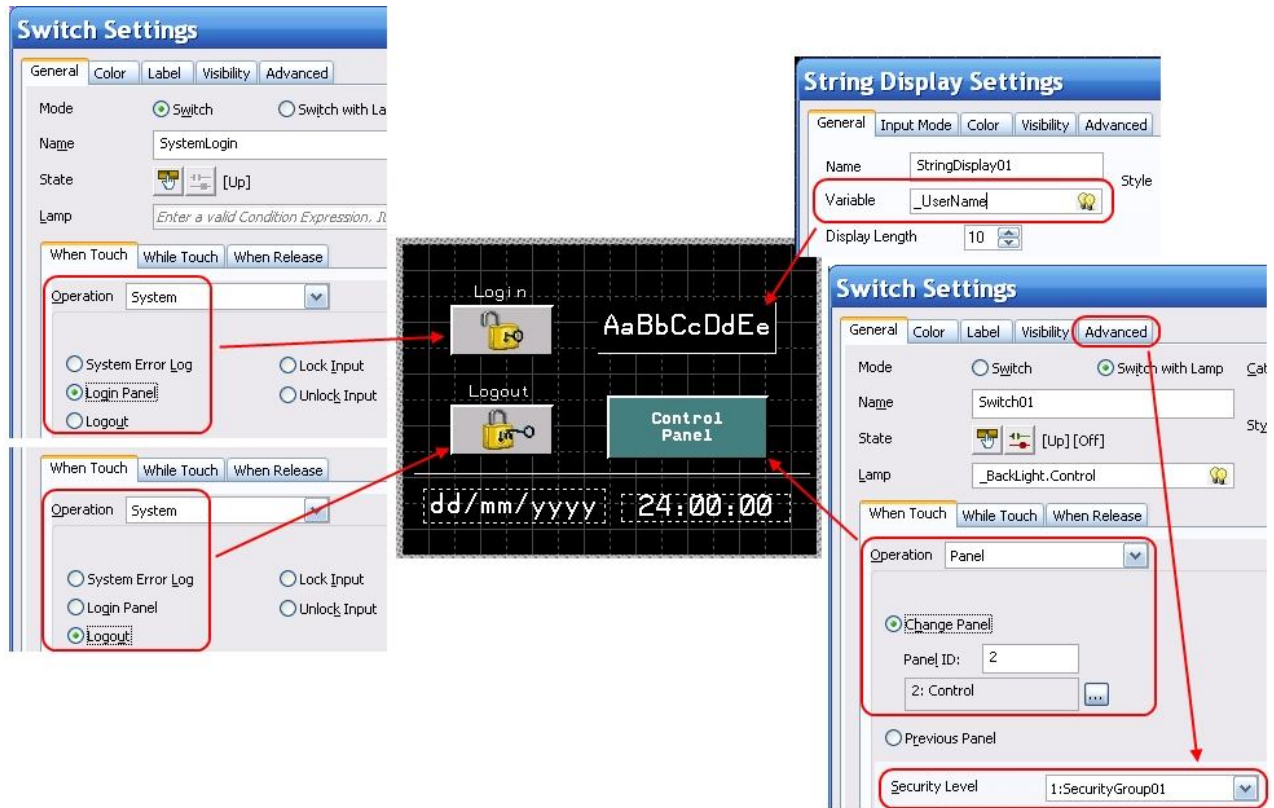 Switch Settings
General Color Label Visibility Advanced
Mode Switch Switch with La
Name SystemLogin
State [Up]
Lamp Enter a valid Condition Expression. It
When Touch While Touch When Release
Operation System
System Error Log Lock Input
Login Panel Unlock Input
Logout
When Touch While Touch When Release
Operation System
System Error Log Lock Input
Login Panel Unlock Input
Logout
Login
AaBbCcDdEe
Logout
Control
Panel
dd/mm/yyyy 24:00:00
String Display Settings
General Input Mode Color Visibility Advanced
Name StringDisplay01
Style
Variable _UserName
Display Length 10
Switch Settings
General Color Label Visibility Advanced
Mode Switch Switch with Lamp Cat
Name Switch01
Sty
State [Up] [Off]
Lamp _BackLight.Control
When Touch While Touch When Release
Operation Panel
Change Panel
Panel ID: 2
2: Control ...
Previous Panel
Security Level 1:SecurityGroup01